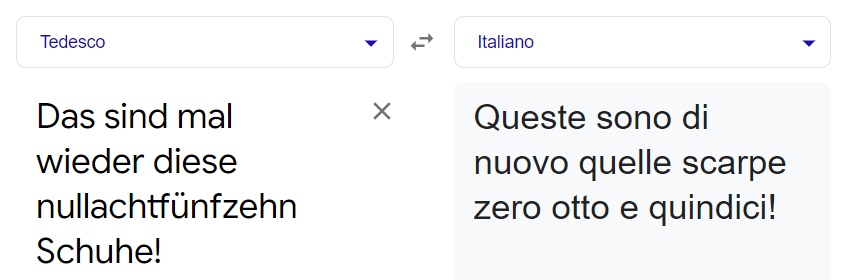 Tedesco
Italiano
Das sind mal
wieder diese
nullachtfünfzehn
Schuhe!
Queste sono di
nuovo quelle scarpe
zero otto e quindici!